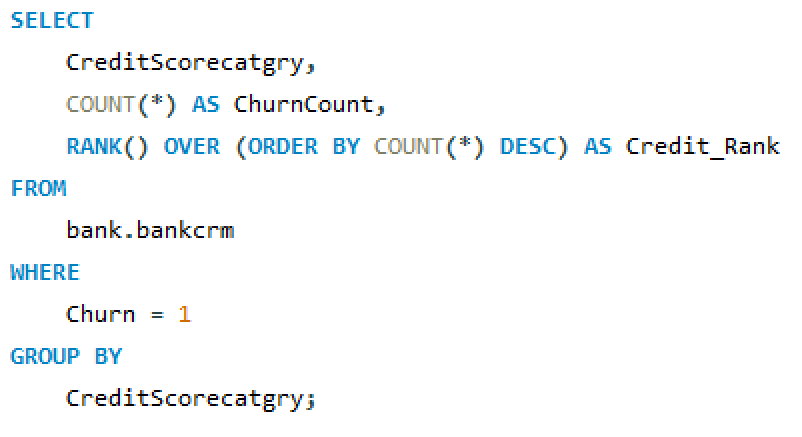 SELECT
    CreditScorecatgry,
    COUNT(*) AS ChurnCount,
    RANK() OVER (ORDER BY COUNT(*) DESC) AS Credit_Rank
FROM
    bank.bankcrm
WHERE
    Churn = 1
GROUP BY
    CreditScorecatgry;